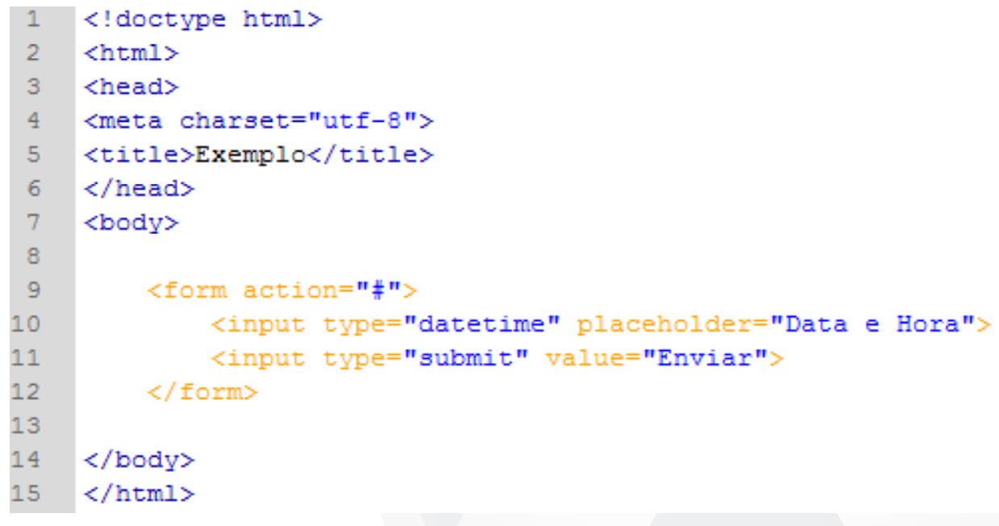 1 <!doctype html>
2 <html>
3 <head>
4 <meta charset="utf-8">
5 <title>Exemplo</title>
6 </head>
7 <body>
8
9 <form action="#">
10 <input type="datetime" placeholder="Data e Hora">
11 <input type="submit" value="Enviar">
12 </form>
13
14 </body>
15 </html>